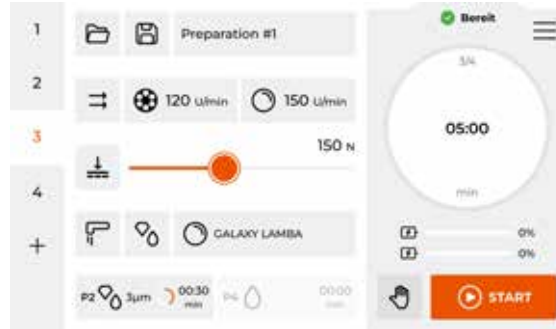 1
2
3
4
+
Preparation #1
120 U/min
150 U/min
150 N
GALAXY LAMBA
P2 3µm 00:30 min
P4 00:00 min
Bereit
3/4
05:00
min
0%
0%
START